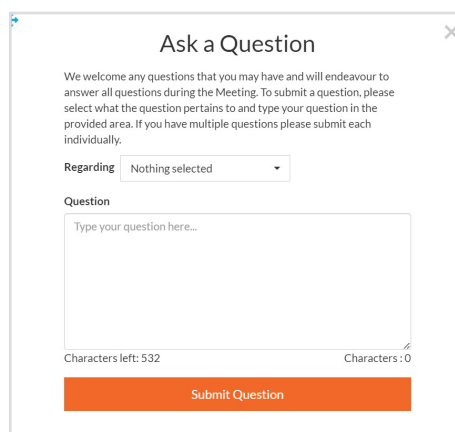 Ask a Question
We welcome any questions that you may have and will endeavour to
answer all questions during the Meeting. To submit a question, please
select what the question pertains to and type your question in the
provided area. If you have multiple questions please submit each
individually.
Regarding Nothing selected
Question
Type your question here...
Characters left: 532 Characters : 0
Submit Question